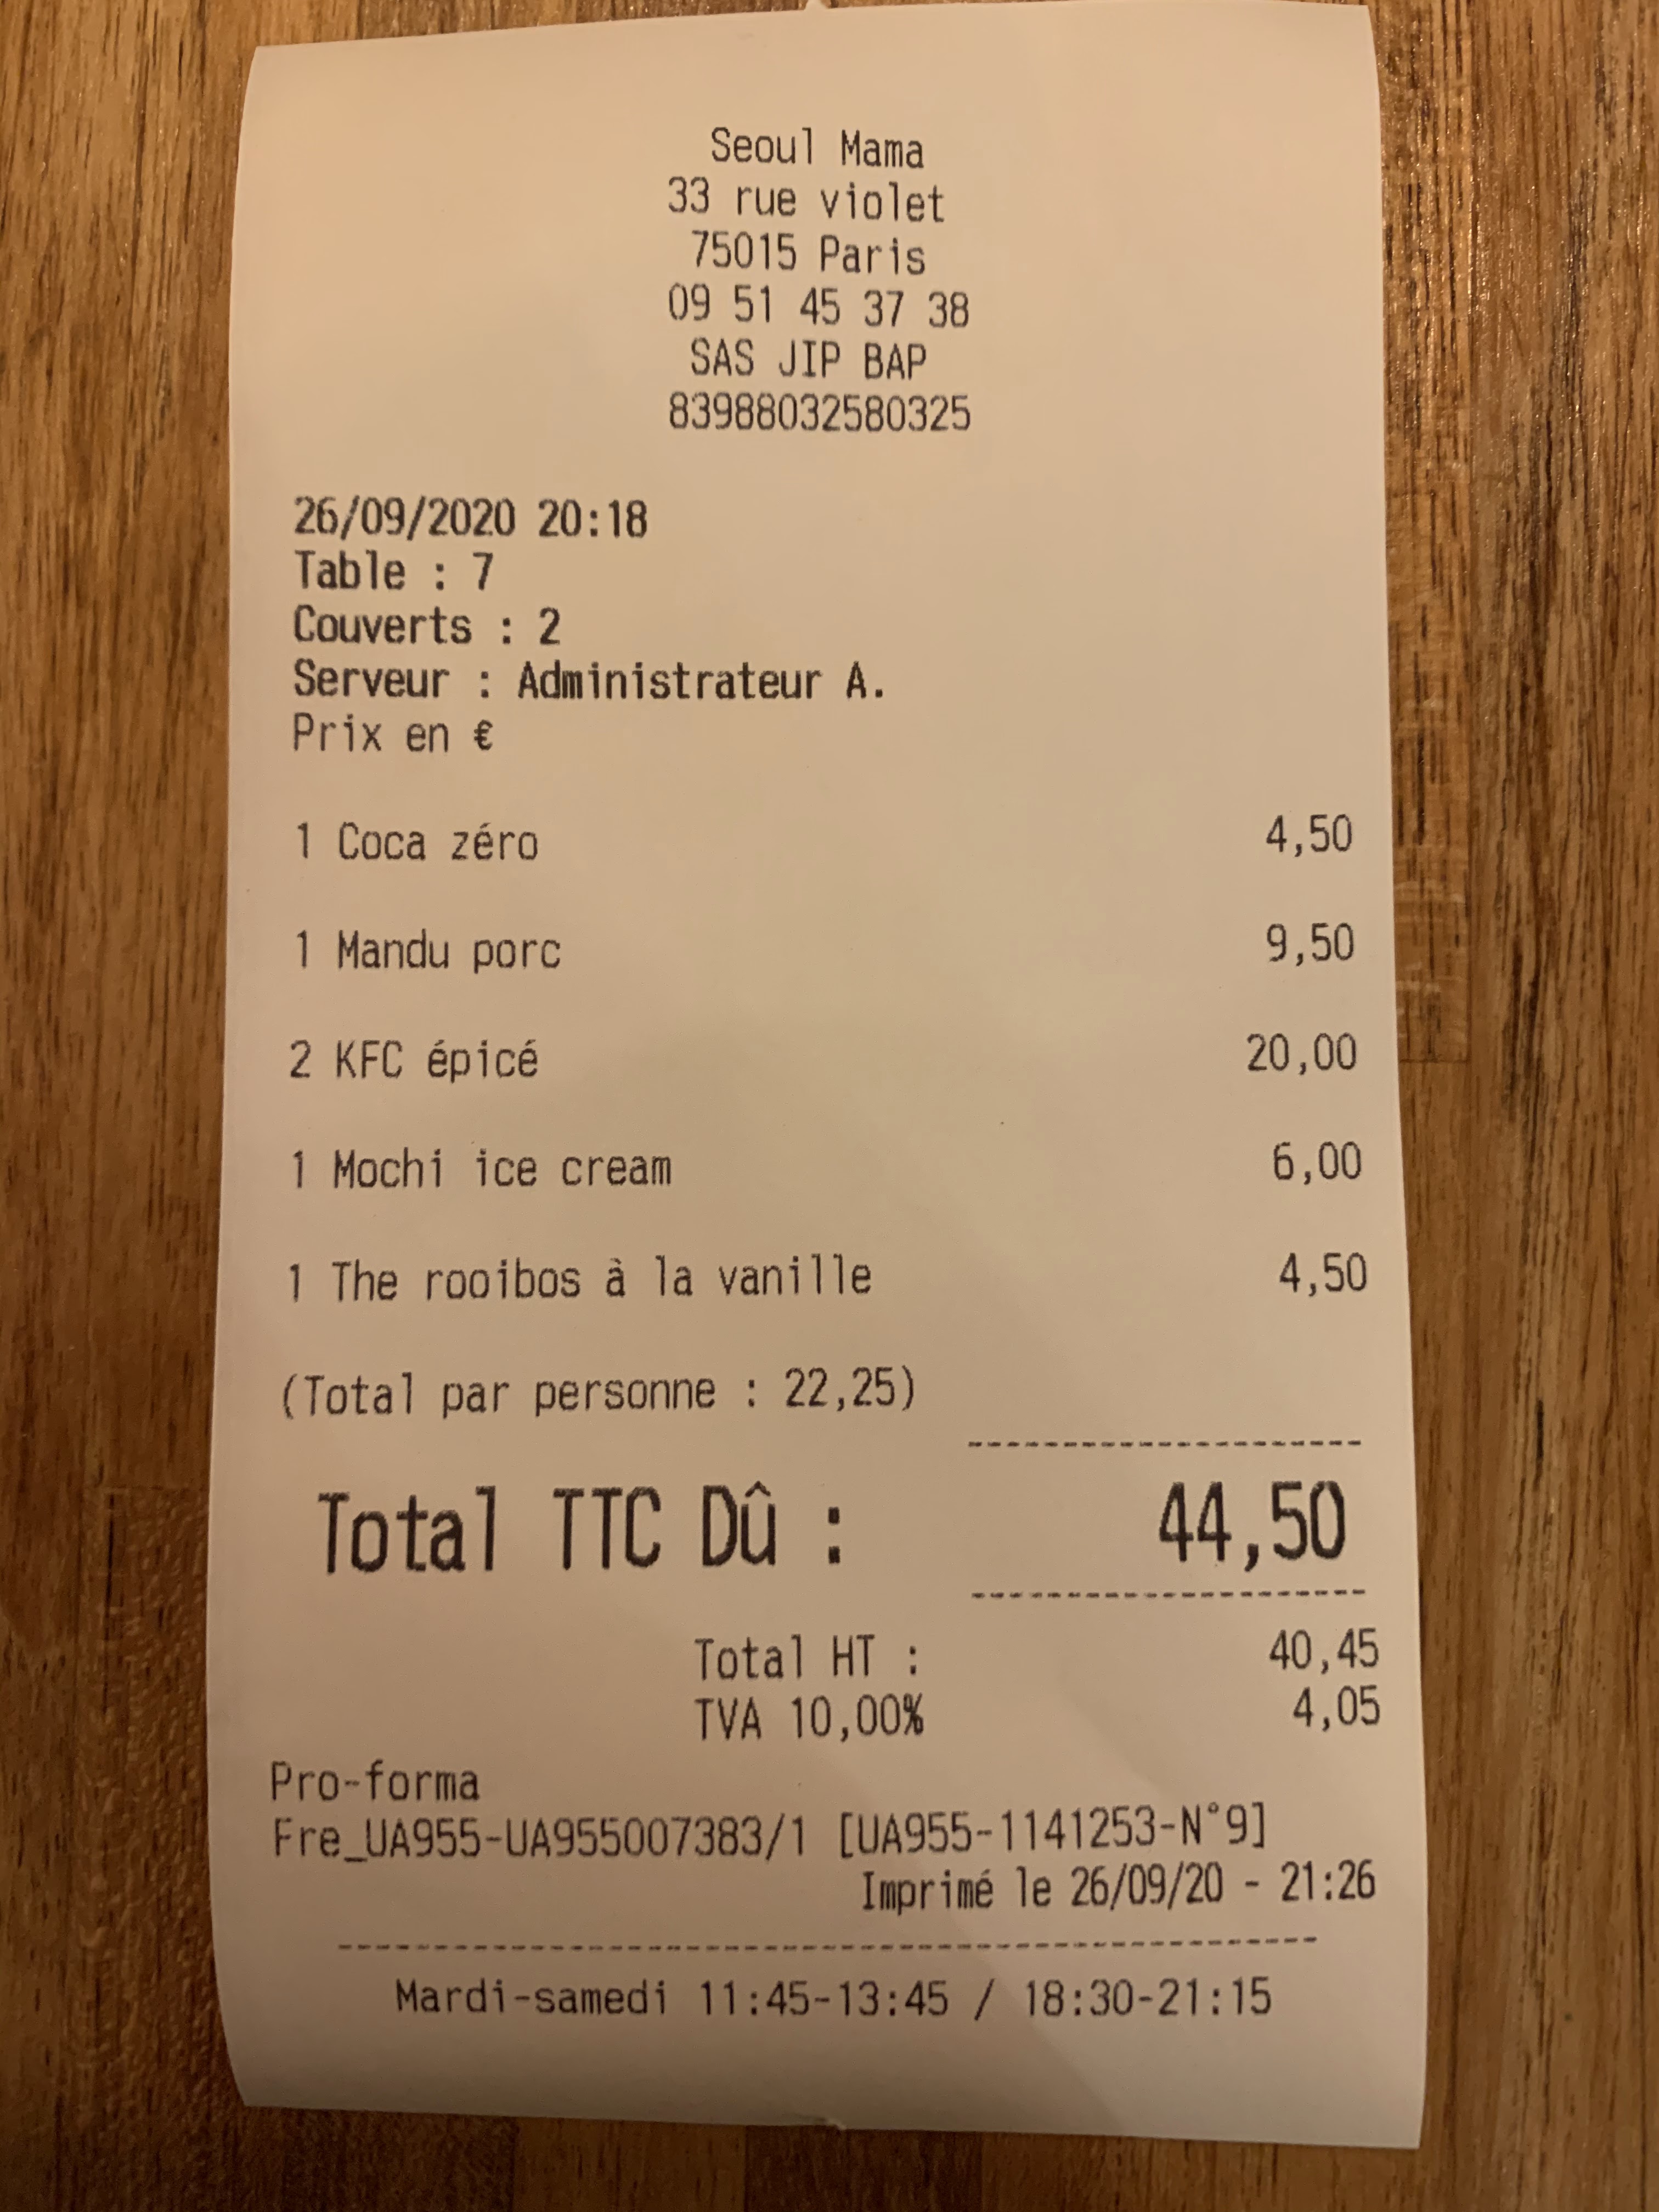 Seoul Mama
33 rue violet
75015 Paris
09 51 45 37 38
SAS JIP BAP
83988032580325
26/09/2020 20:18
Table : 7
Couverts : 2
Serveur : Administrateur A.
Prix en €
1 Coca zéro 4,50
1 Mandu porc 9,50
2 KFC épicé 20,00
1 Mochi ice cream 6,00
1 The rooibos à la vanille 4,50
(Total par personne : 22,25)
Total TTC Dû : 44,50
Total HT : 40,45
TVA 10,00% 4,05
Pro-forma
Fre_UA955-UA955007383/1 [UA955-1141253-N°9]
Imprimé le 26/09/20 - 21:26
Mardi-samedi 11:45-13:45 / 18:30-21:15